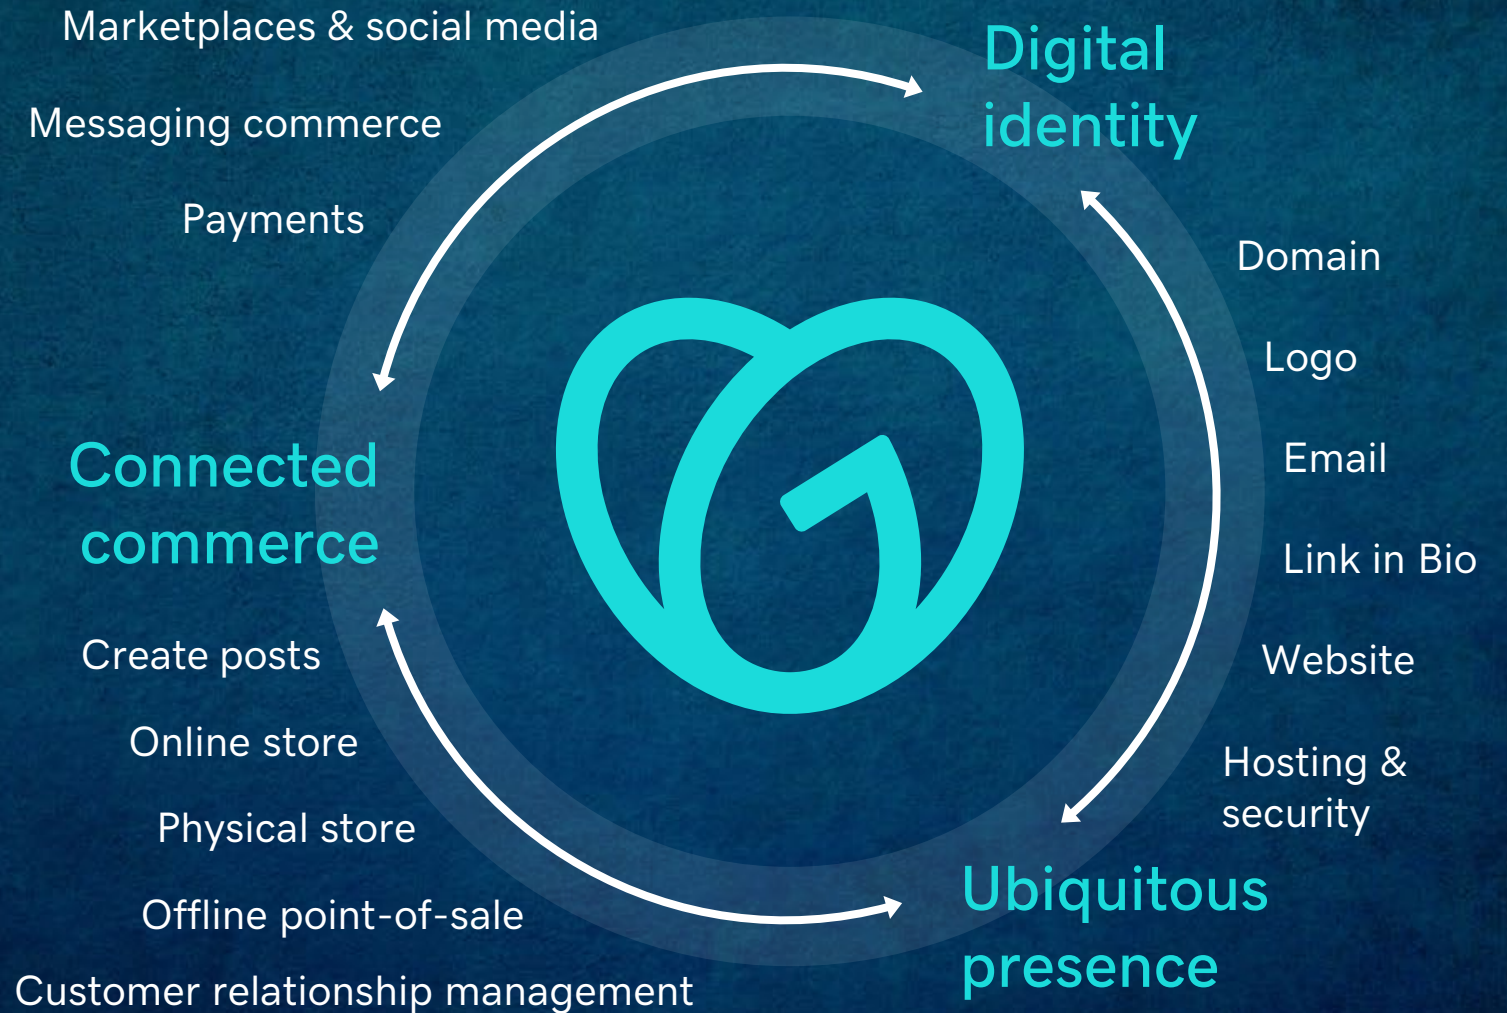 Marketplaces & social media
Messaging commerce
Payments
Digital
identity
Domain
Logo
Email
Link in Bio
Website
Hosting &
security
Ubiquitous
presence
Connected
commerce
Create posts
Online store
Physical store
Offline point-of-sale
Customer relationship management